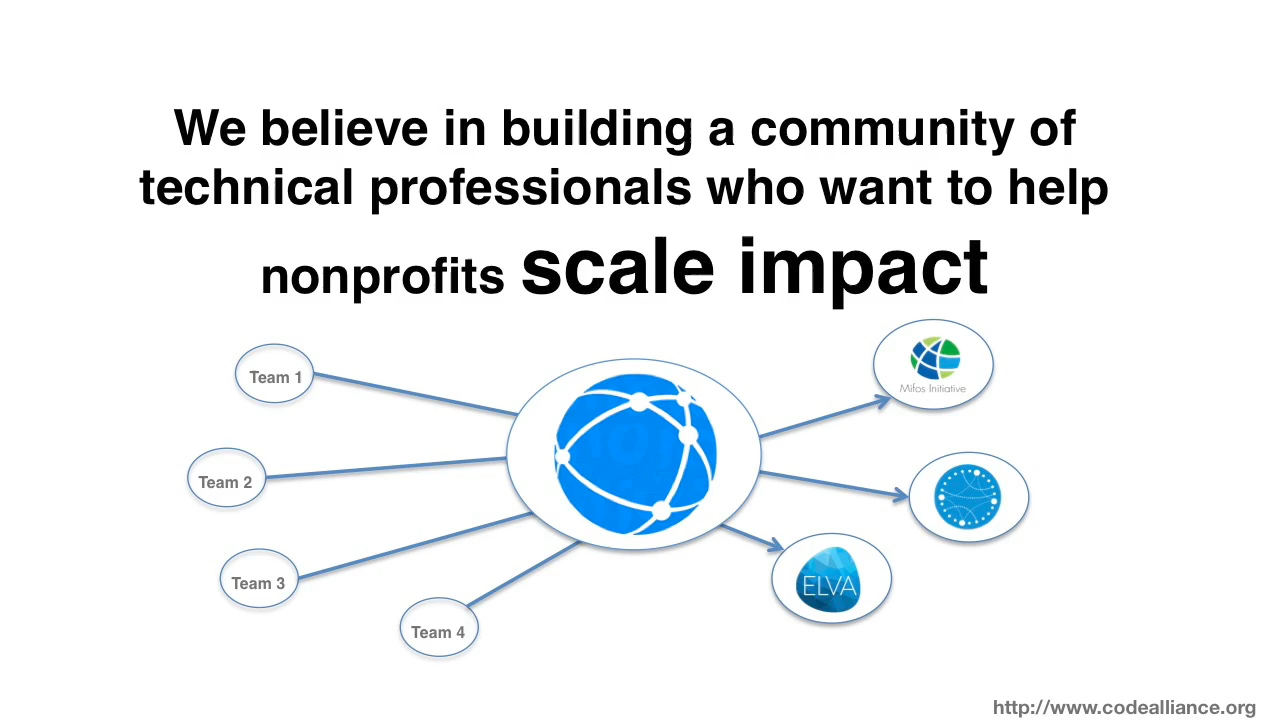 We believe in building a community of
technical professionals who want to help
nonprofits scale impact
Team 1
Mifos Initiative
Team 2
Team 3
ELVA
Team 4
http://www.codealliance.org